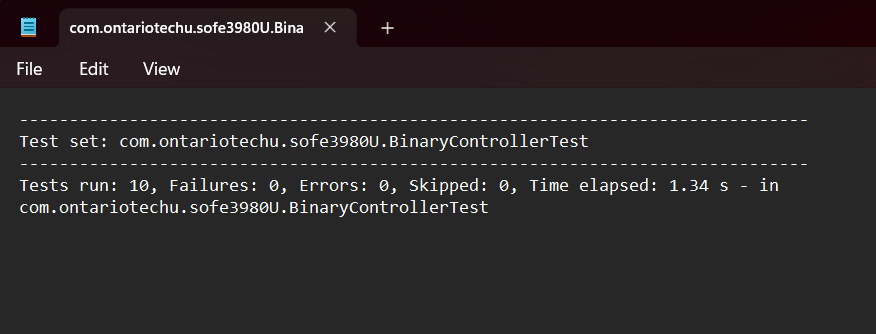 com.ontariotechu.sofe3980U.Bina
File Edit View
-------------------------------------------------------------------------------
Test set: com.ontariotechu.sofe3980U.BinaryControllerTest
-------------------------------------------------------------------------------
Tests run: 10, Failures: 0, Errors: 0, Skipped: 0, Time elapsed: 1.34 s - in
com.ontariotechu.sofe3980U.BinaryControllerTest